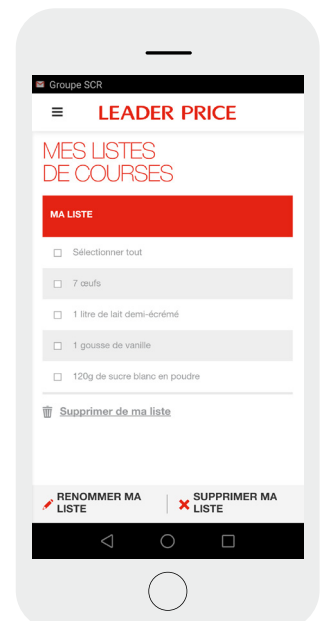 Groupe SCR
LEADER PRICE
MES LISTES
DE COURSES
MA LISTE
Sélectionner tout
7 œufs
1 litre de lait demi-écrémé
1 gousse de vanille
120g de sucre blanc en poudre
Supprimer de ma liste
RENOMMER MA
LISTE
SUPPRIMER MA
LISTE